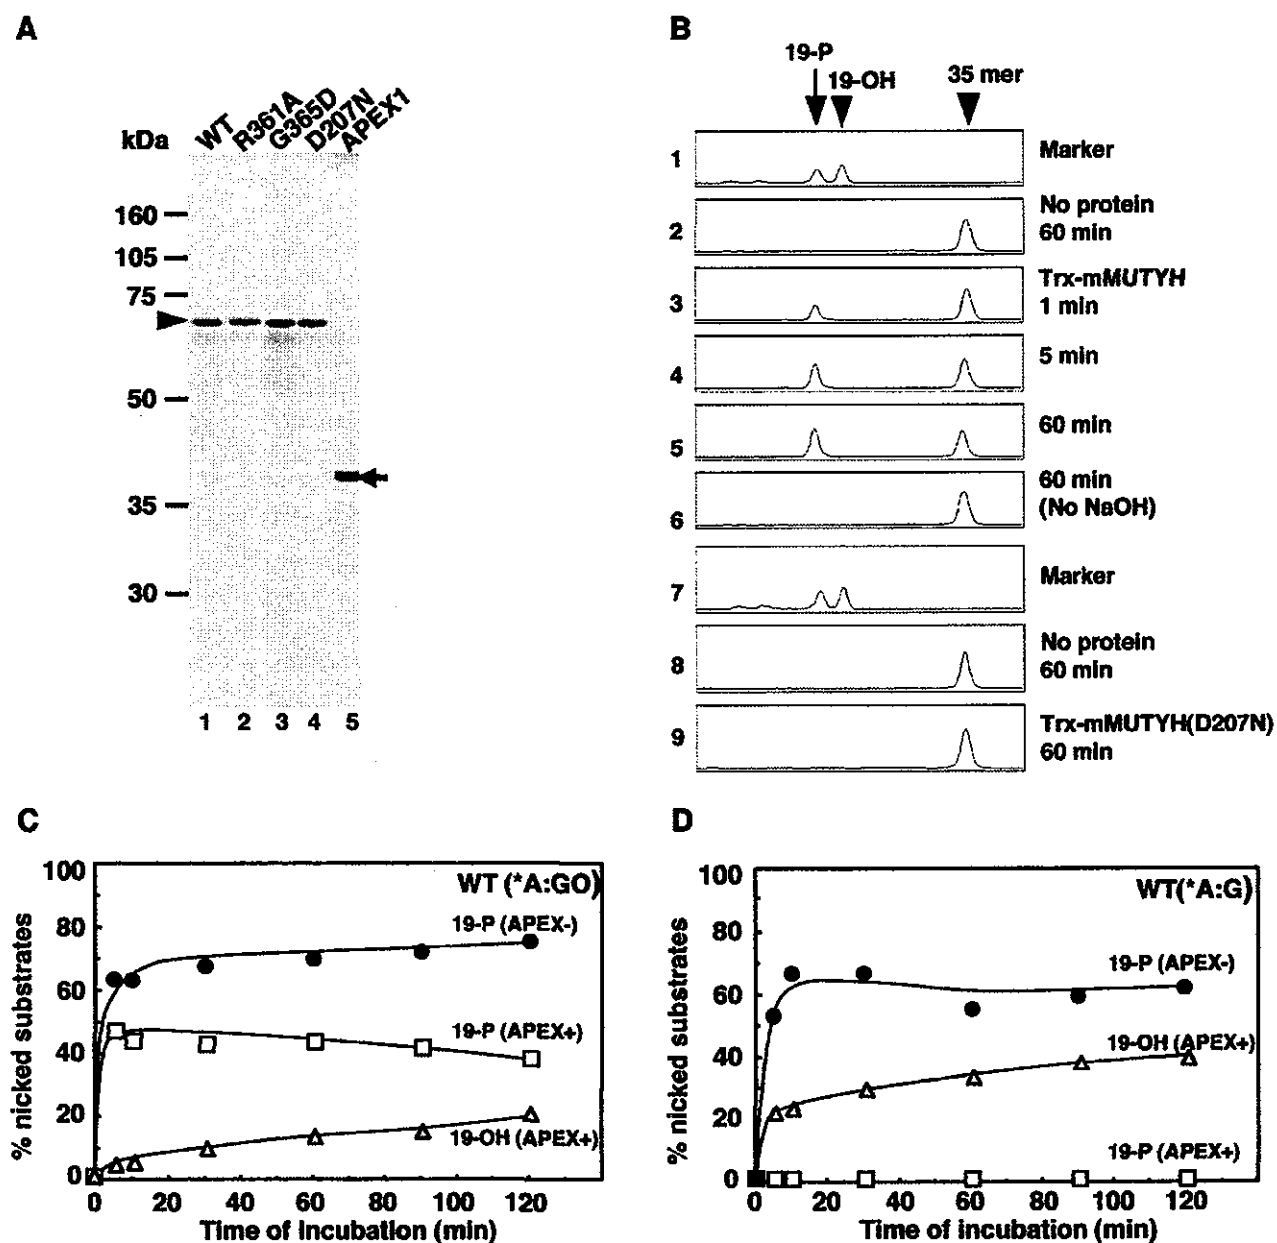 A
kDa
WT
R361A
G365D
D207N
APEX1
160
105
75
50
35
30
1 2 3 4 5
B
19-P
19-OH
35 mer
1
Marker
2
No protein
60 min
3
Trx-mMUTYH
1 min
4
5 min
5
60 min
6
60 min
(No NaOH)
7
Marker
8
No protein
60 min
9
Trx-mMUTYH(D207N)
60 min
C
% nicked substrates
100
80
60
40
20
0
WT (*A:GO)
19-P (APEX-)
19-P (APEX+)
19-OH (APEX+)
0 20 40 60 80 100 120
Time of incubation (min)
D
% nicked substrates
100
80
60
40
20
0
WT(*A:G)
19-P (APEX-)
19-OH (APEX+)
19-P (APEX+)
0 20 40 60 80 100 120
Time of incubation (min)